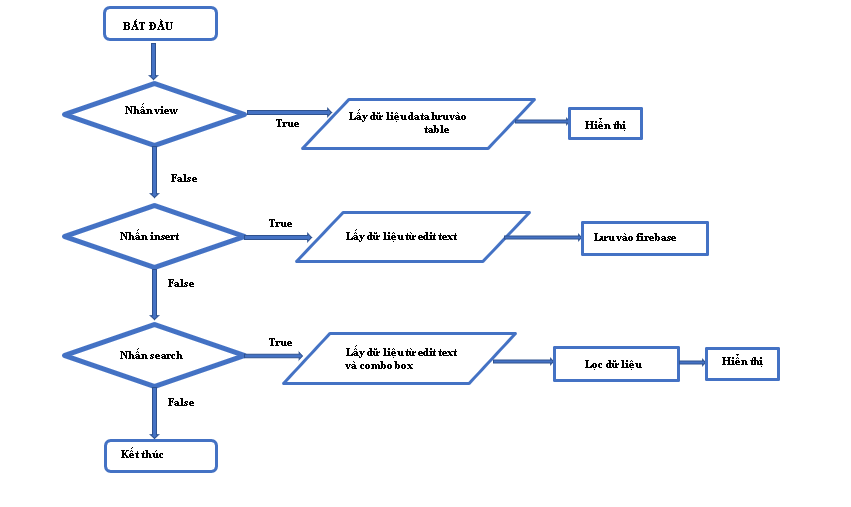 BẮT ĐẦU
Nhấn view
True
Lấy dữ liệu data lưu vào
table
Hiển thị
False
Nhấn insert
True
Lấy dữ liệu từ edit text
Lưu vào firebase
False
Nhấn search
True
Lấy dữ liệu từ edit text
và combo box
Lọc dữ liệu
Hiển thị
False
Kết thúc